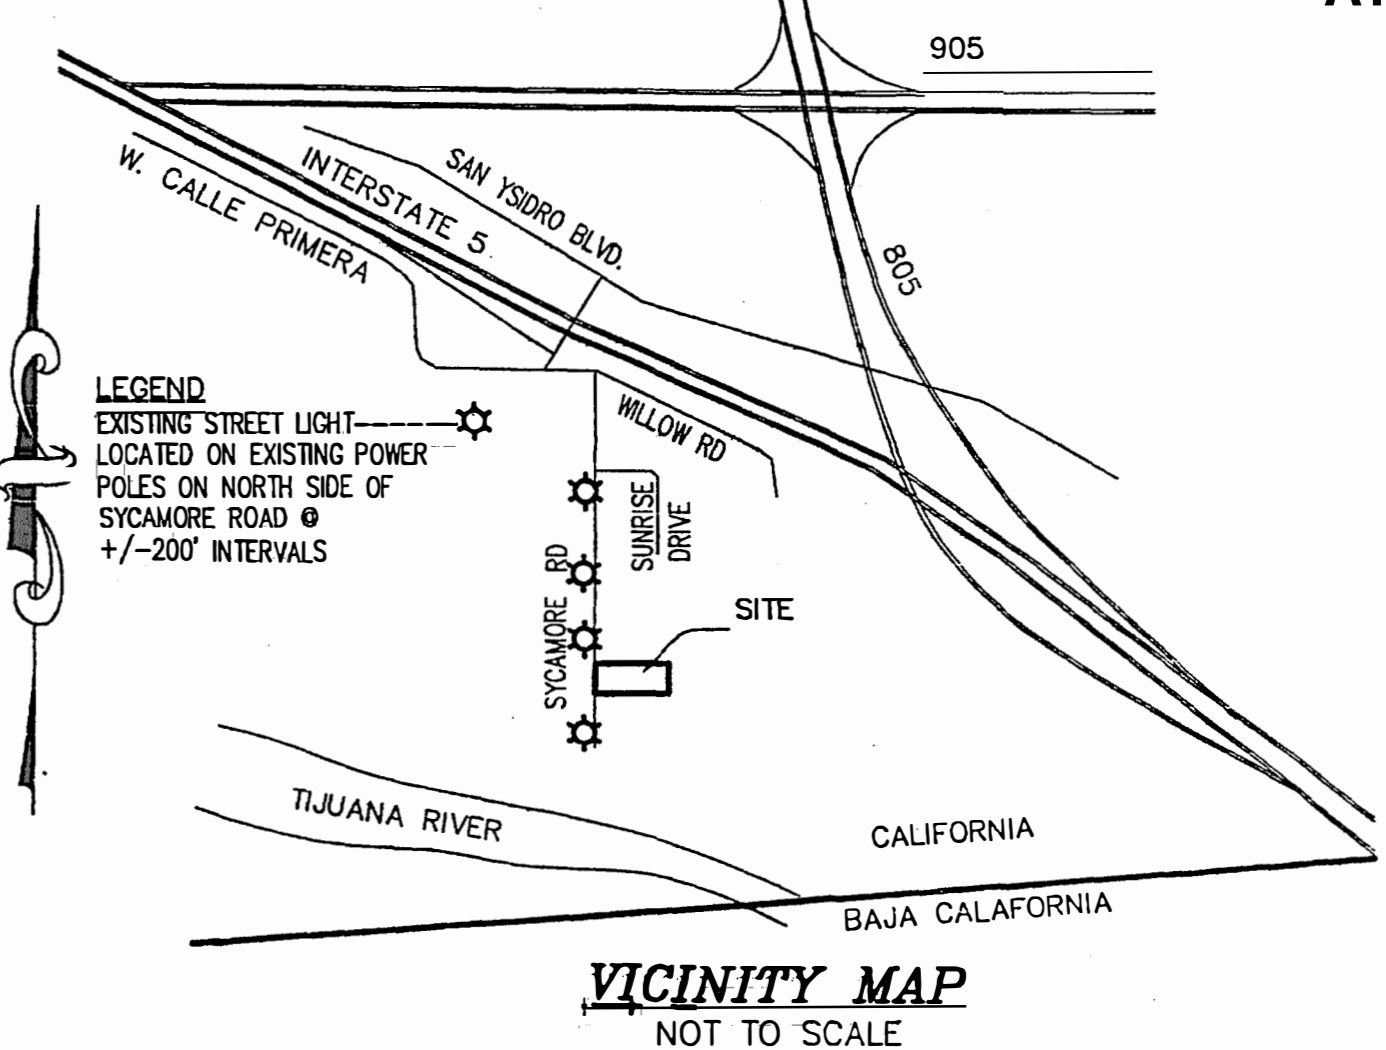 905
SAN YSIDRO BLVD.
INTERSTATE 5
W. CALLE PRIMERA
805
LEGEND
EXISTING STREET LIGHT
LOCATED ON EXISTING POWER
POLES ON NORTH SIDE OF
SYCAMORE ROAD @
+/-200' INTERVALS
WILLOW RD
SUNRISE
DRIVE
SYCAMORE RD
SITE
TIJUANA RIVER
CALIFORNIA
BAJA CALAFORNIA
VICINITY MAP
NOT TO SCALE